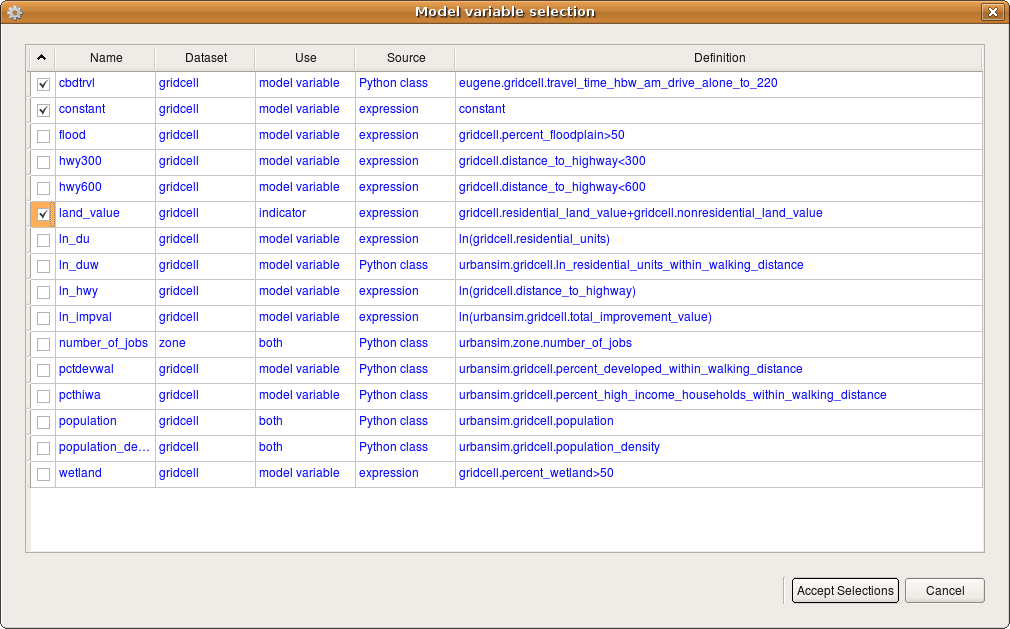 Model variable selection
Name Dataset Use Source Definition
cbdtrvl gridcell model variable Python class eugene.gridcell.travel_time_hbw_am_drive_alone_to_220
constant gridcell model variable expression constant
flood gridcell model variable expression gridcell.percent_floodplain>50
hwy300 gridcell model variable expression gridcell.distance_to_highway<300
hwy600 gridcell model variable expression gridcell.distance_to_highway<600
land_value gridcell indicator expression gridcell.residential_land_value+gridcell.nonresidential_land_value
ln_du gridcell model variable expression ln(gridcell.residential_units)
ln_duw gridcell model variable Python class urbansim.gridcell.ln_residential_units_within_walking_distance
ln_hwy gridcell model variable expression ln(gridcell.distance_to_highway)
ln_impval gridcell model variable expression ln(urbansim.gridcell.total_improvement_value)
number_of_jobs zone both Python class urbansim.zone.number_of_jobs
pctdevwal gridcell model variable Python class urbansim.gridcell.percent_developed_within_walking_distance
pcthiwa gridcell model variable Python class urbansim.gridcell.percent_high_income_households_within_walking_distance
population gridcell both Python class urbansim.gridcell.population
population_de... gridcell both Python class urbansim.gridcell.population_density
wetland gridcell model variable expression gridcell.percent_wetland>50
Accept Selections Cancel